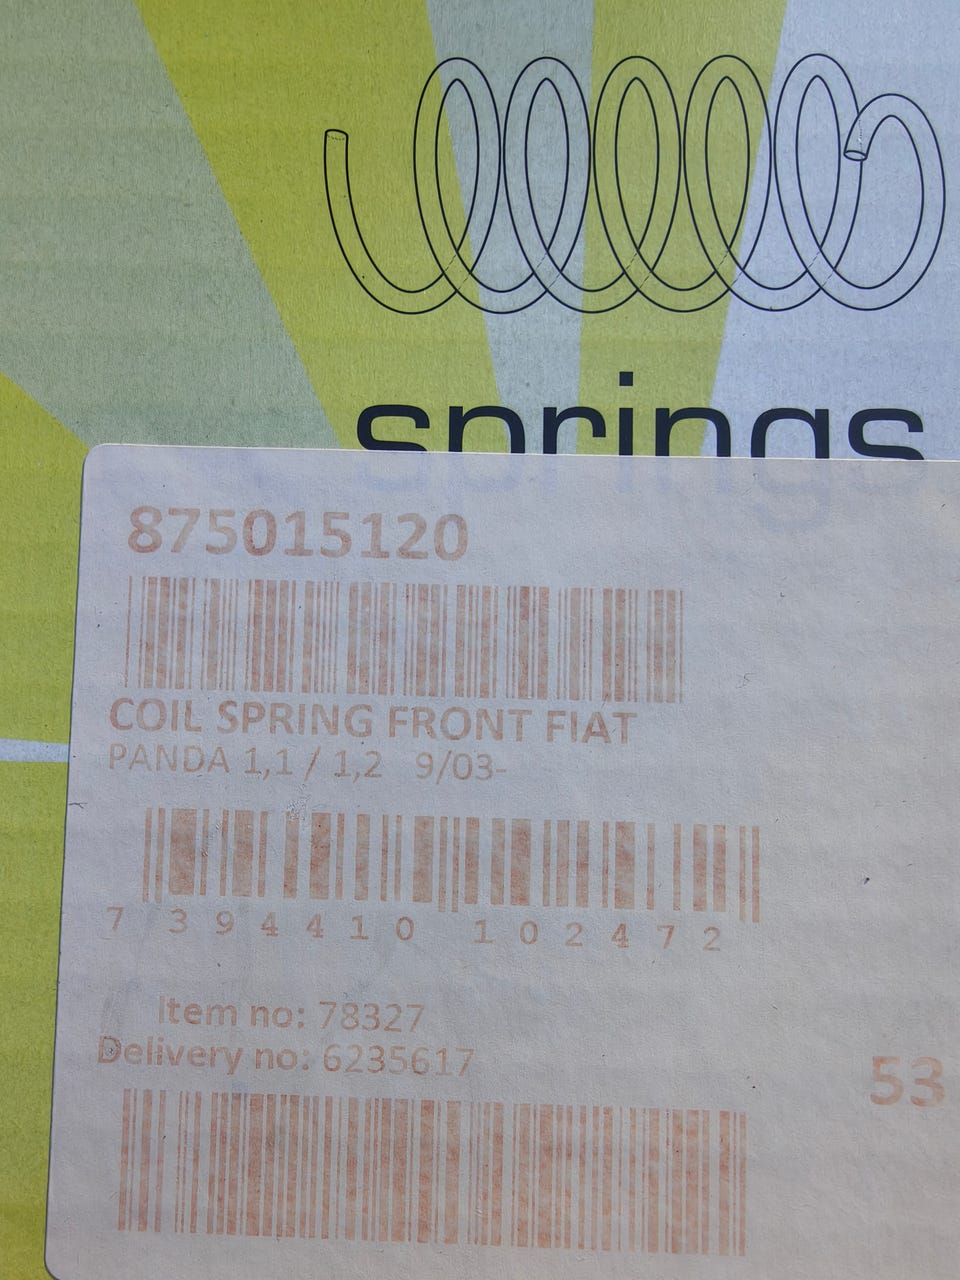 springs
875015120
COIL SPRING FRONT FIAT
PANDA 1,1 / 1,2 9/03-
7 394410 102472
Item no: 78327
Delivery no: 6235617
53